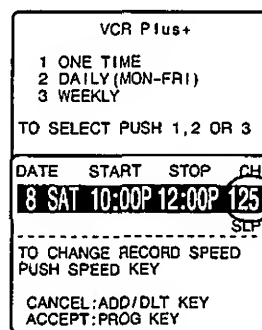 VCR Plus+
1 ONE TIME
2 DAILY(MON-FRI)
3 WEEKLY
TO SELECT PUSH 1,2 OR 3
DATE START STOP CH
8 SAT 10:00P 12:00P 125
SLP
TO CHANGE RECORD SPEED
PUSH SPEED KEY
CANCEL:ADD/DLT KEY
ACCEPT:PROG KEY